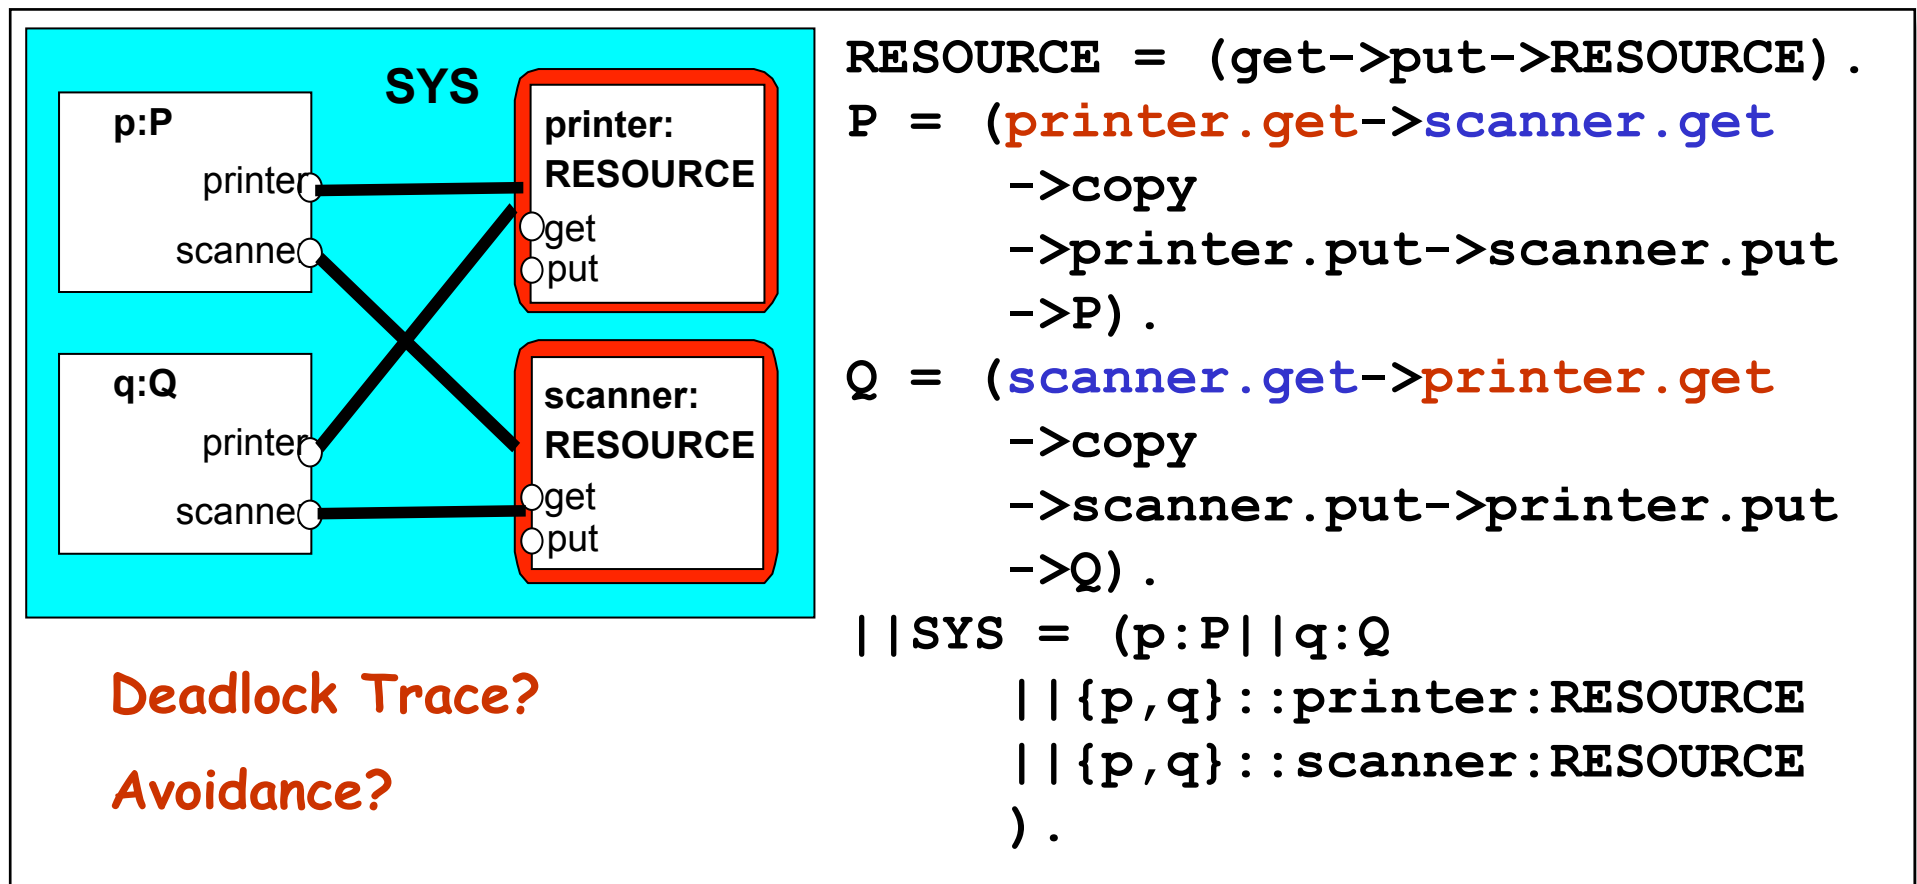 SYS
p:P
printer
scanne
q:Q
printer
scanne
printer:
RESOURCE
get
put
scanner:
RESOURCE
get
put
Deadlock Trace?
Avoidance?
RESOURCE = (get->put->RESOURCE).
P = (printer.get->scanner.get
->copy
->printer.put->scanner.put
->P).
Q = (scanner.get->printer.get
->copy
->scanner.put->printer.put
->Q).
||SYS = (p:P||q:Q
||{p,q}::printer:RESOURCE
||{p,q}::scanner:RESOURCE
).